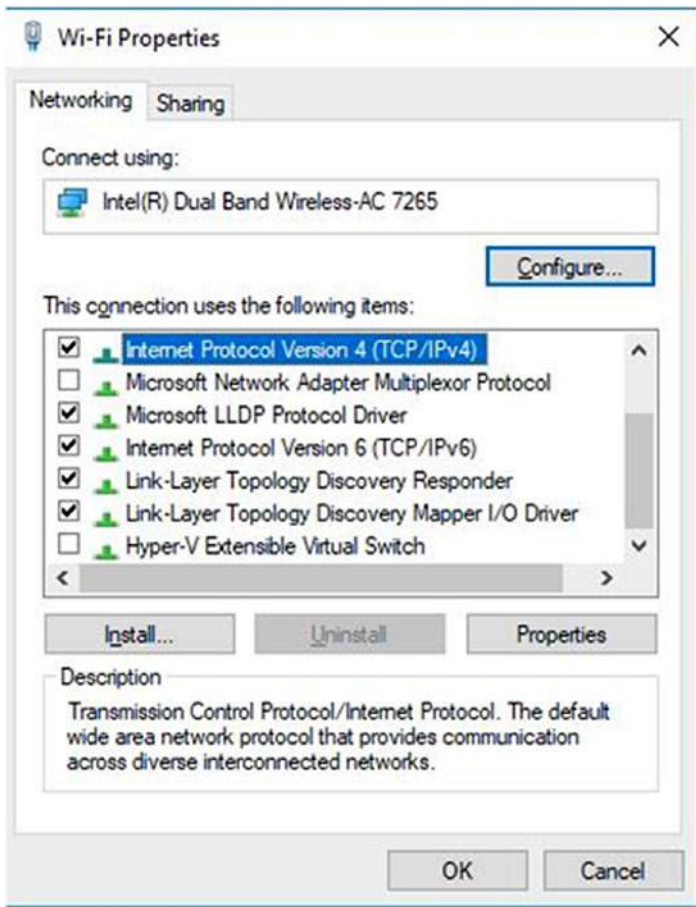 Wi-Fi Properties
Networking
Sharing
Connect using:
Intel(R) Dual Band Wireless-AC 7265
Configure...
This connection uses the following items:
Internet Protocol Version 4 (TCP/IPv4)
Microsoft Network Adapter Multiplexor Protocol
Microsoft LLDP Protocol Driver
Internet Protocol Version 6 (TCP/IPv6)
Link-Layer Topology Discovery Responder
Link-Layer Topology Discovery Mapper I/O Driver
Hyper-V Extensible Virtual Switch
Install...
Uninstall
Properties
Description
Transmission Control Protocol/Internet Protocol. The default
wide area network protocol that provides communication
across diverse interconnected networks.
OK
Cancel